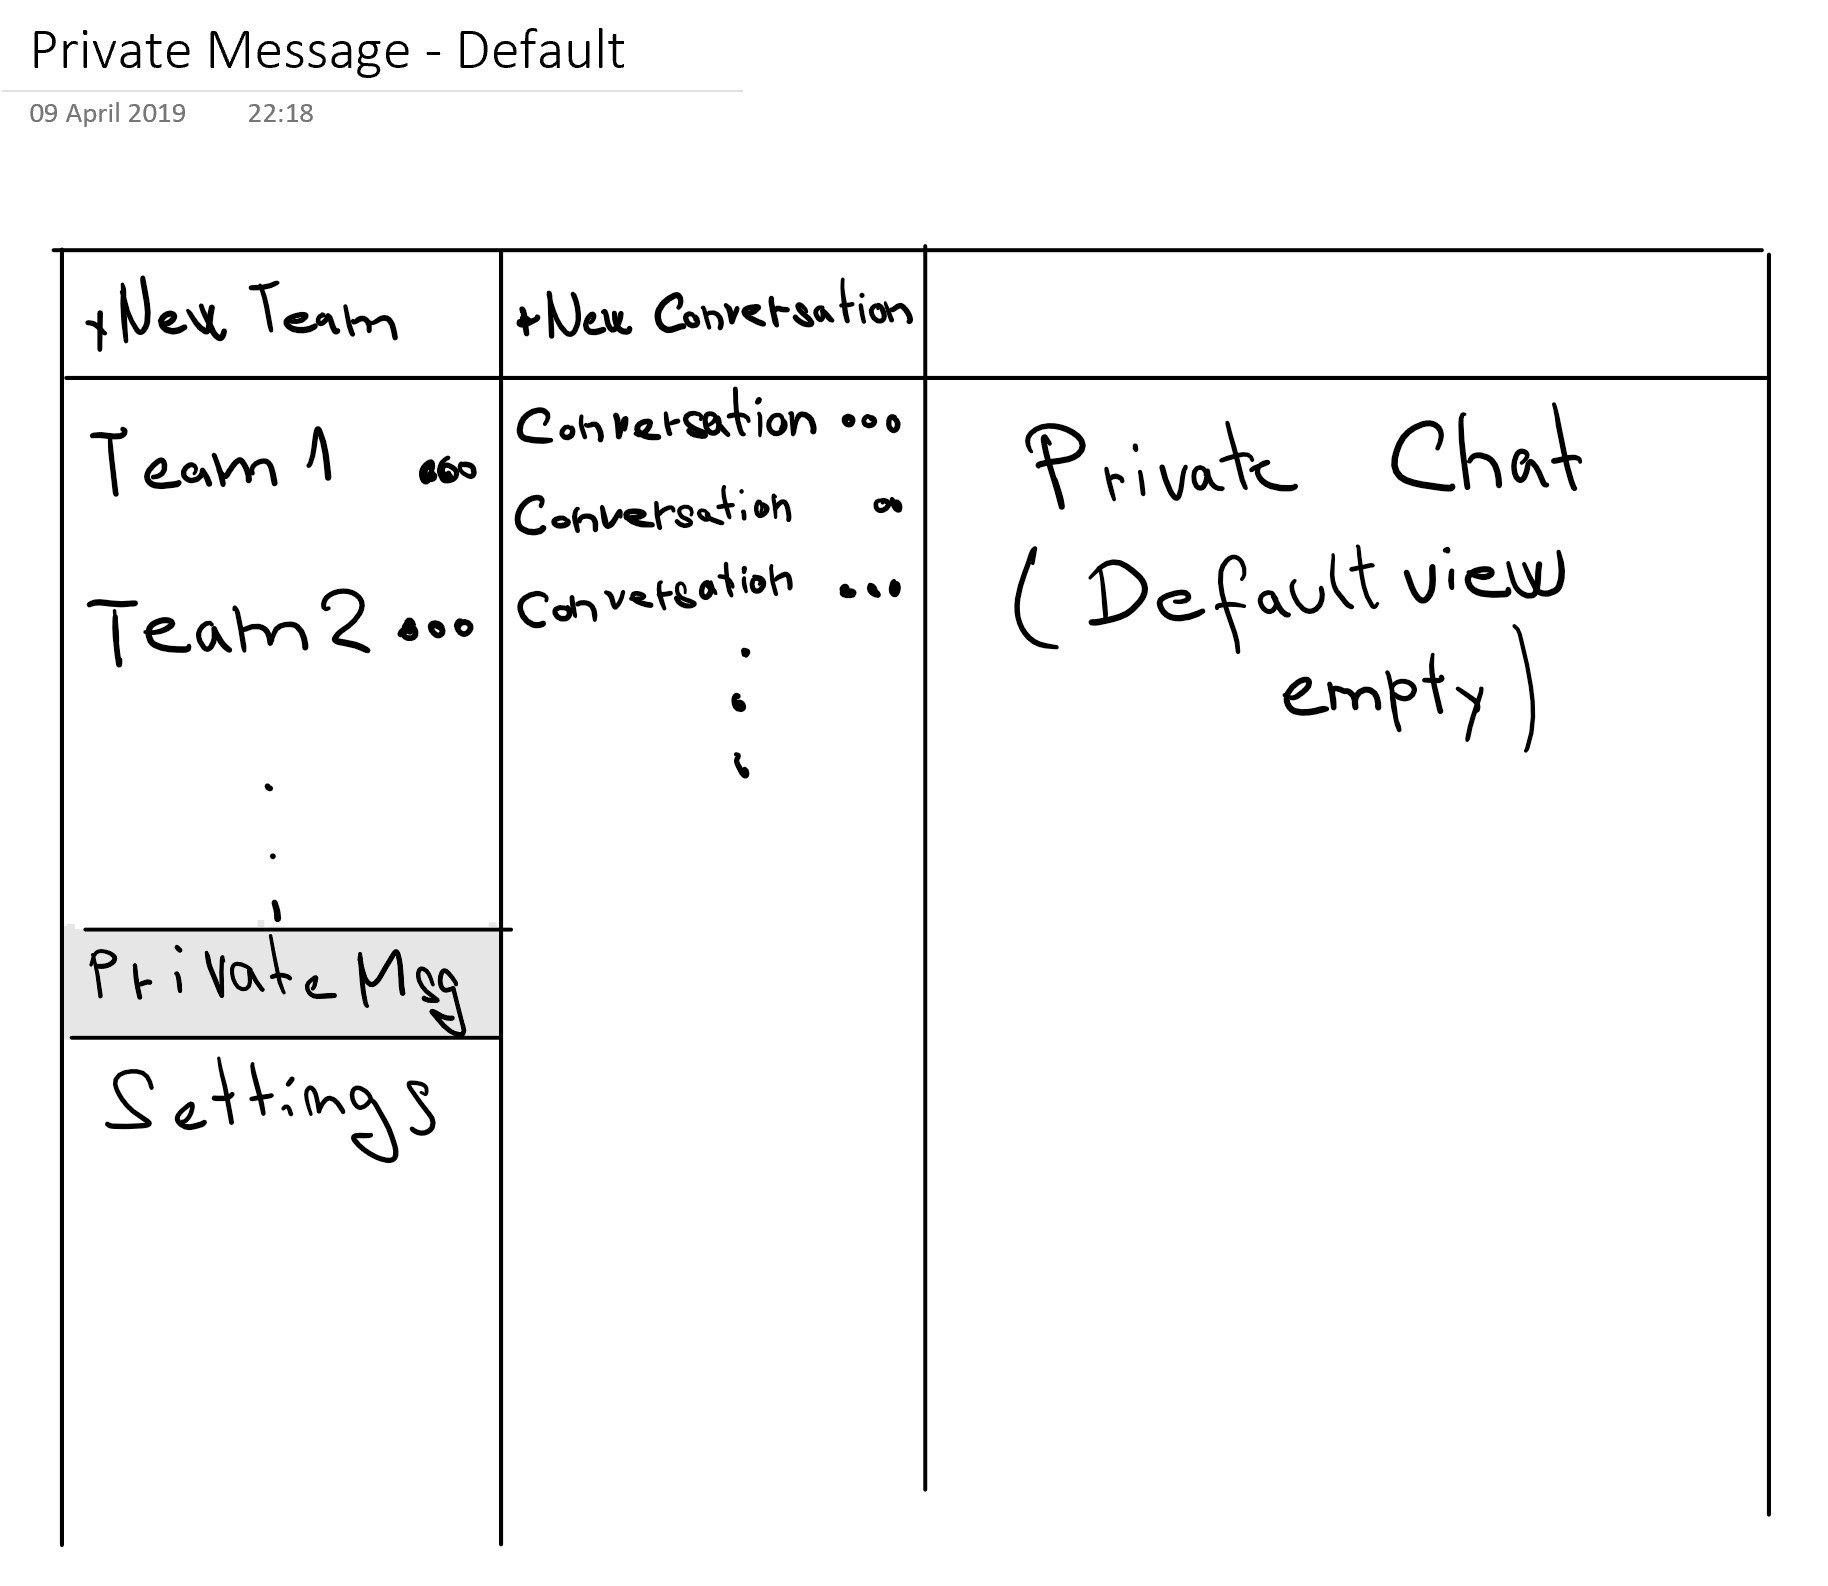 Private Message - Default
09 April 2019 22:18
+New Team
+New Conversation
Team 1 ...
Team 2 ...
.
.
.
Private Msg
Settings
Conversation ...
Conversation ..
Conversation ...
.
.
.
Private Chat
(Default view
empty)